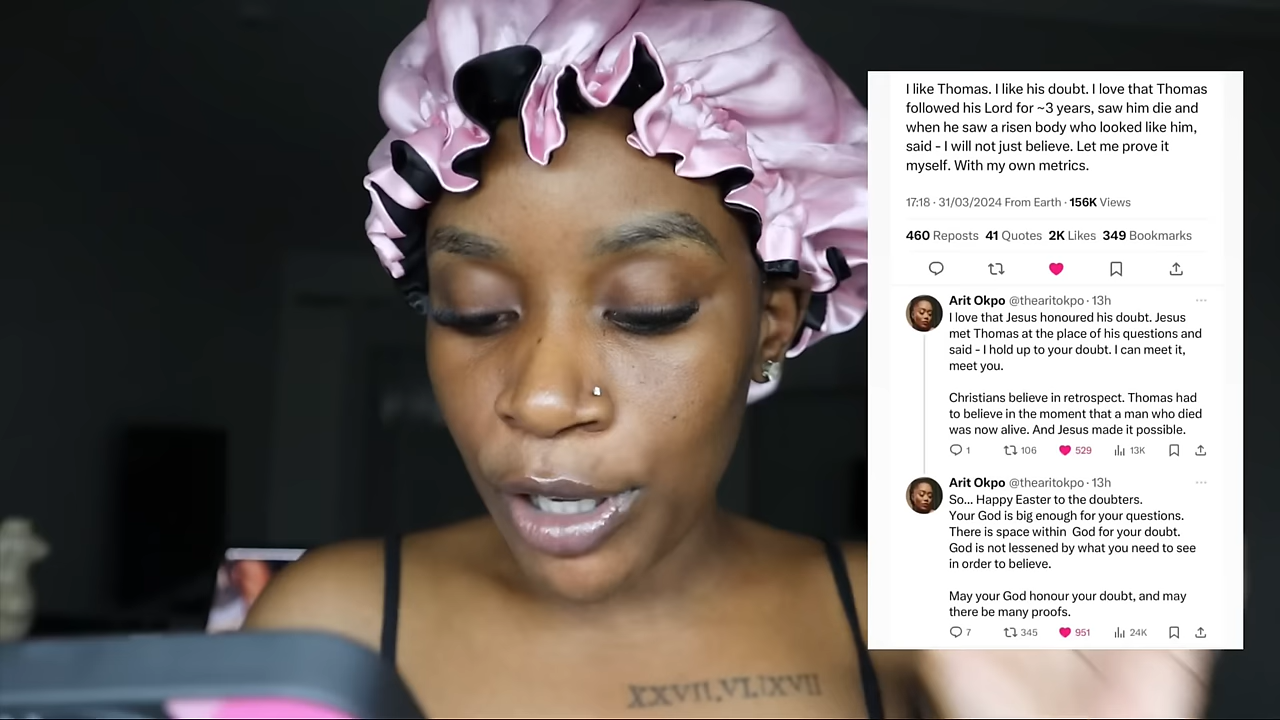 I like Thomas. I like his doubt. I love that Thomas
followed his Lord for ~3 years, saw him die and
when he saw a risen body who looked like him,
said - I will not just believe. Let me prove it
myself. With my own metrics.
17:18 · 31/03/2024 From Earth · 156K Views
460 Reposts 41 Quotes 2K Likes 349 Bookmarks
Arit Okpo @thearitokpo · 13h
I love that Jesus honoured his doubt. Jesus
met Thomas at the place of his questions and
said - I hold up to your doubt. I can meet it,
meet you.
Christians believe in retrospect. Thomas had
to believe in the moment that a man who died
was now alive. And Jesus made it possible.
1 106 529 13K
Arit Okpo @thearitokpo · 13h
So... Happy Easter to the doubters.
Your God is big enough for your questions.
There is space within God for your doubt.
God is not lessened by what you need to see
in order to believe.
May your God honour your doubt, and may
there be many proofs.
7 345 951 24K
XXVII.VI.IXVII